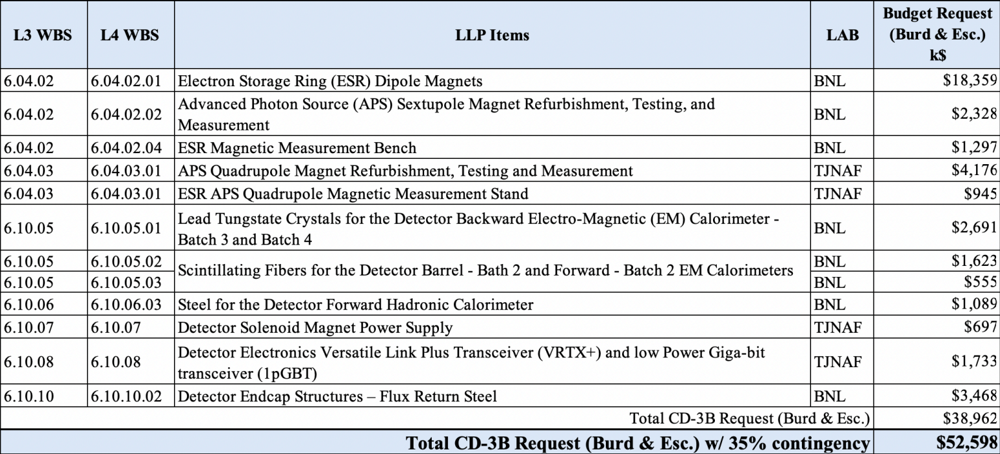 L3 WBS L4 WBS LLP Items LAB Budget Request (Burd & Esc.) k$
6.04.02 6.04.02.01 Electron Storage Ring (ESR) Dipole Magnets BNL $18,359
6.04.02 6.04.02.02 Advanced Photon Source (APS) Sextupole Magnet Refurbishment, Testing, and
Measurement BNL $2,328
6.04.02 6.04.02.04 ESR Magnetic Measurement Bench BNL $1,297
6.04.03 6.04.03.01 APS Quadrupole Magnet Refurbishment, Testing and Measurement TJNAF $4,176
6.04.03 6.04.03.01 ESR APS Quadrupole Magnetic Measurement Stand TJNAF $945
6.10.05 6.10.05.01 Lead Tungstate Crystals for the Detector Backward Electro-Magnetic (EM) Calorimeter -
Batch 3 and Batch 4 BNL $2,691
6.10.05 6.10.05.02 Scintillating Fibers for the Detector Barrel - Bath 2 and Forward - Batch 2 EM Calorimeters BNL $1,623
6.10.05 6.10.05.03 BNL $555
6.10.06 6.10.06.03 Steel for the Detector Forward Hadronic Calorimeter BNL $1,089
6.10.07 6.10.07 Detector Solenoid Magnet Power Supply TJNAF $697
6.10.08 6.10.08 Detector Electronics Versatile Link Plus Transceiver (VRTX+) and low Power Giga-bit
transceiver (1pGBT) TJNAF $1,733
6.10.10 6.10.10.02 Detector Endcap Structures – Flux Return Steel BNL $3,468
Total CD-3B Request (Burd & Esc.) $38,962
Total CD-3B Request (Burd & Esc.) w/ 35% contingency $52,598